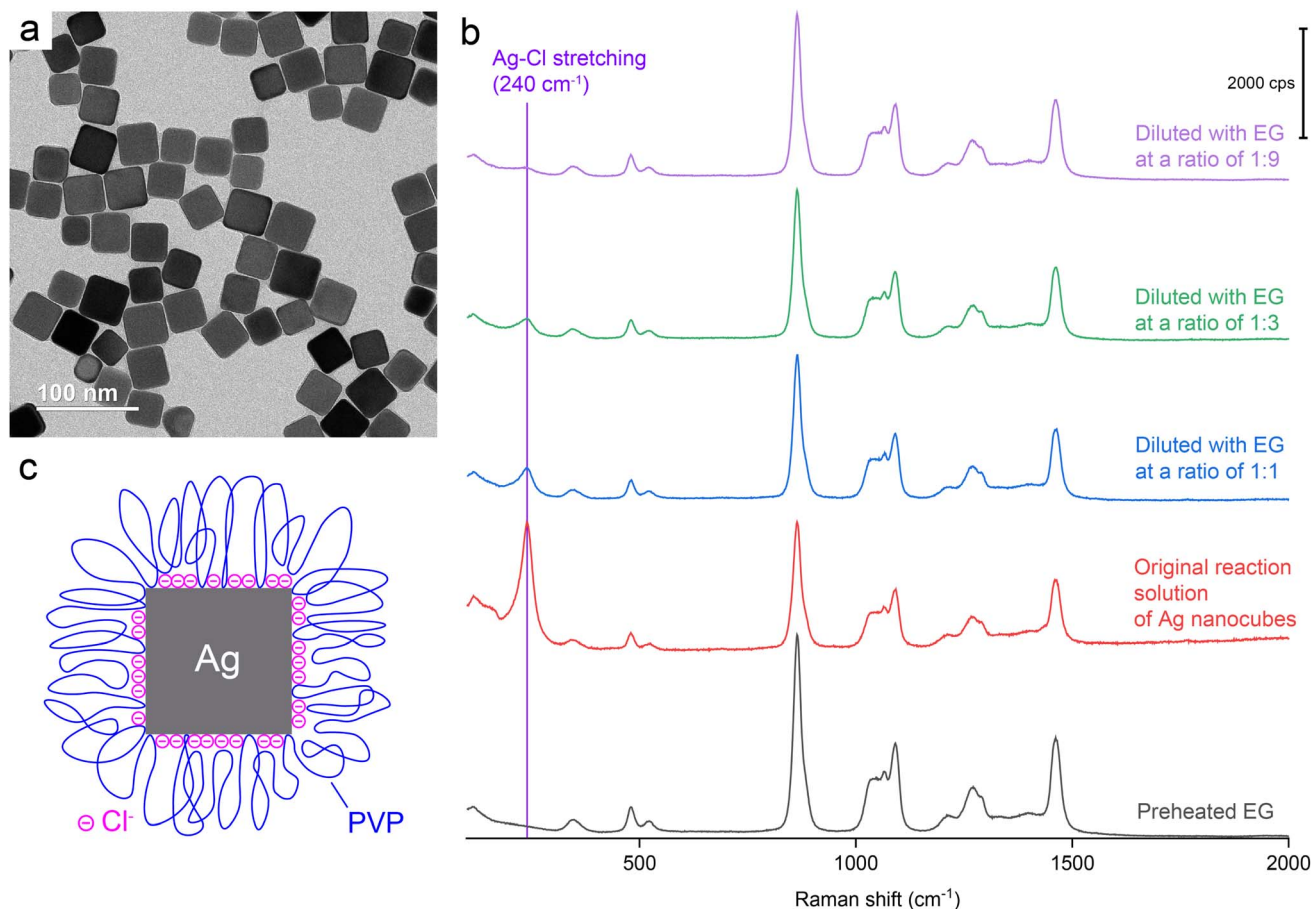 a
100 nm
b
Ag-Cl stretching
(240 cm⁻¹)
2000 cps
Diluted with EG
at a ratio of 1:9
Diluted with EG
at a ratio of 1:3
Diluted with EG
at a ratio of 1:1
Original reaction
solution
of Ag nanocubes
Preheated EG
500
1000
1500
2000
Raman shift (cm⁻¹)
c
Ag
⊖ Cl⁻
PVP